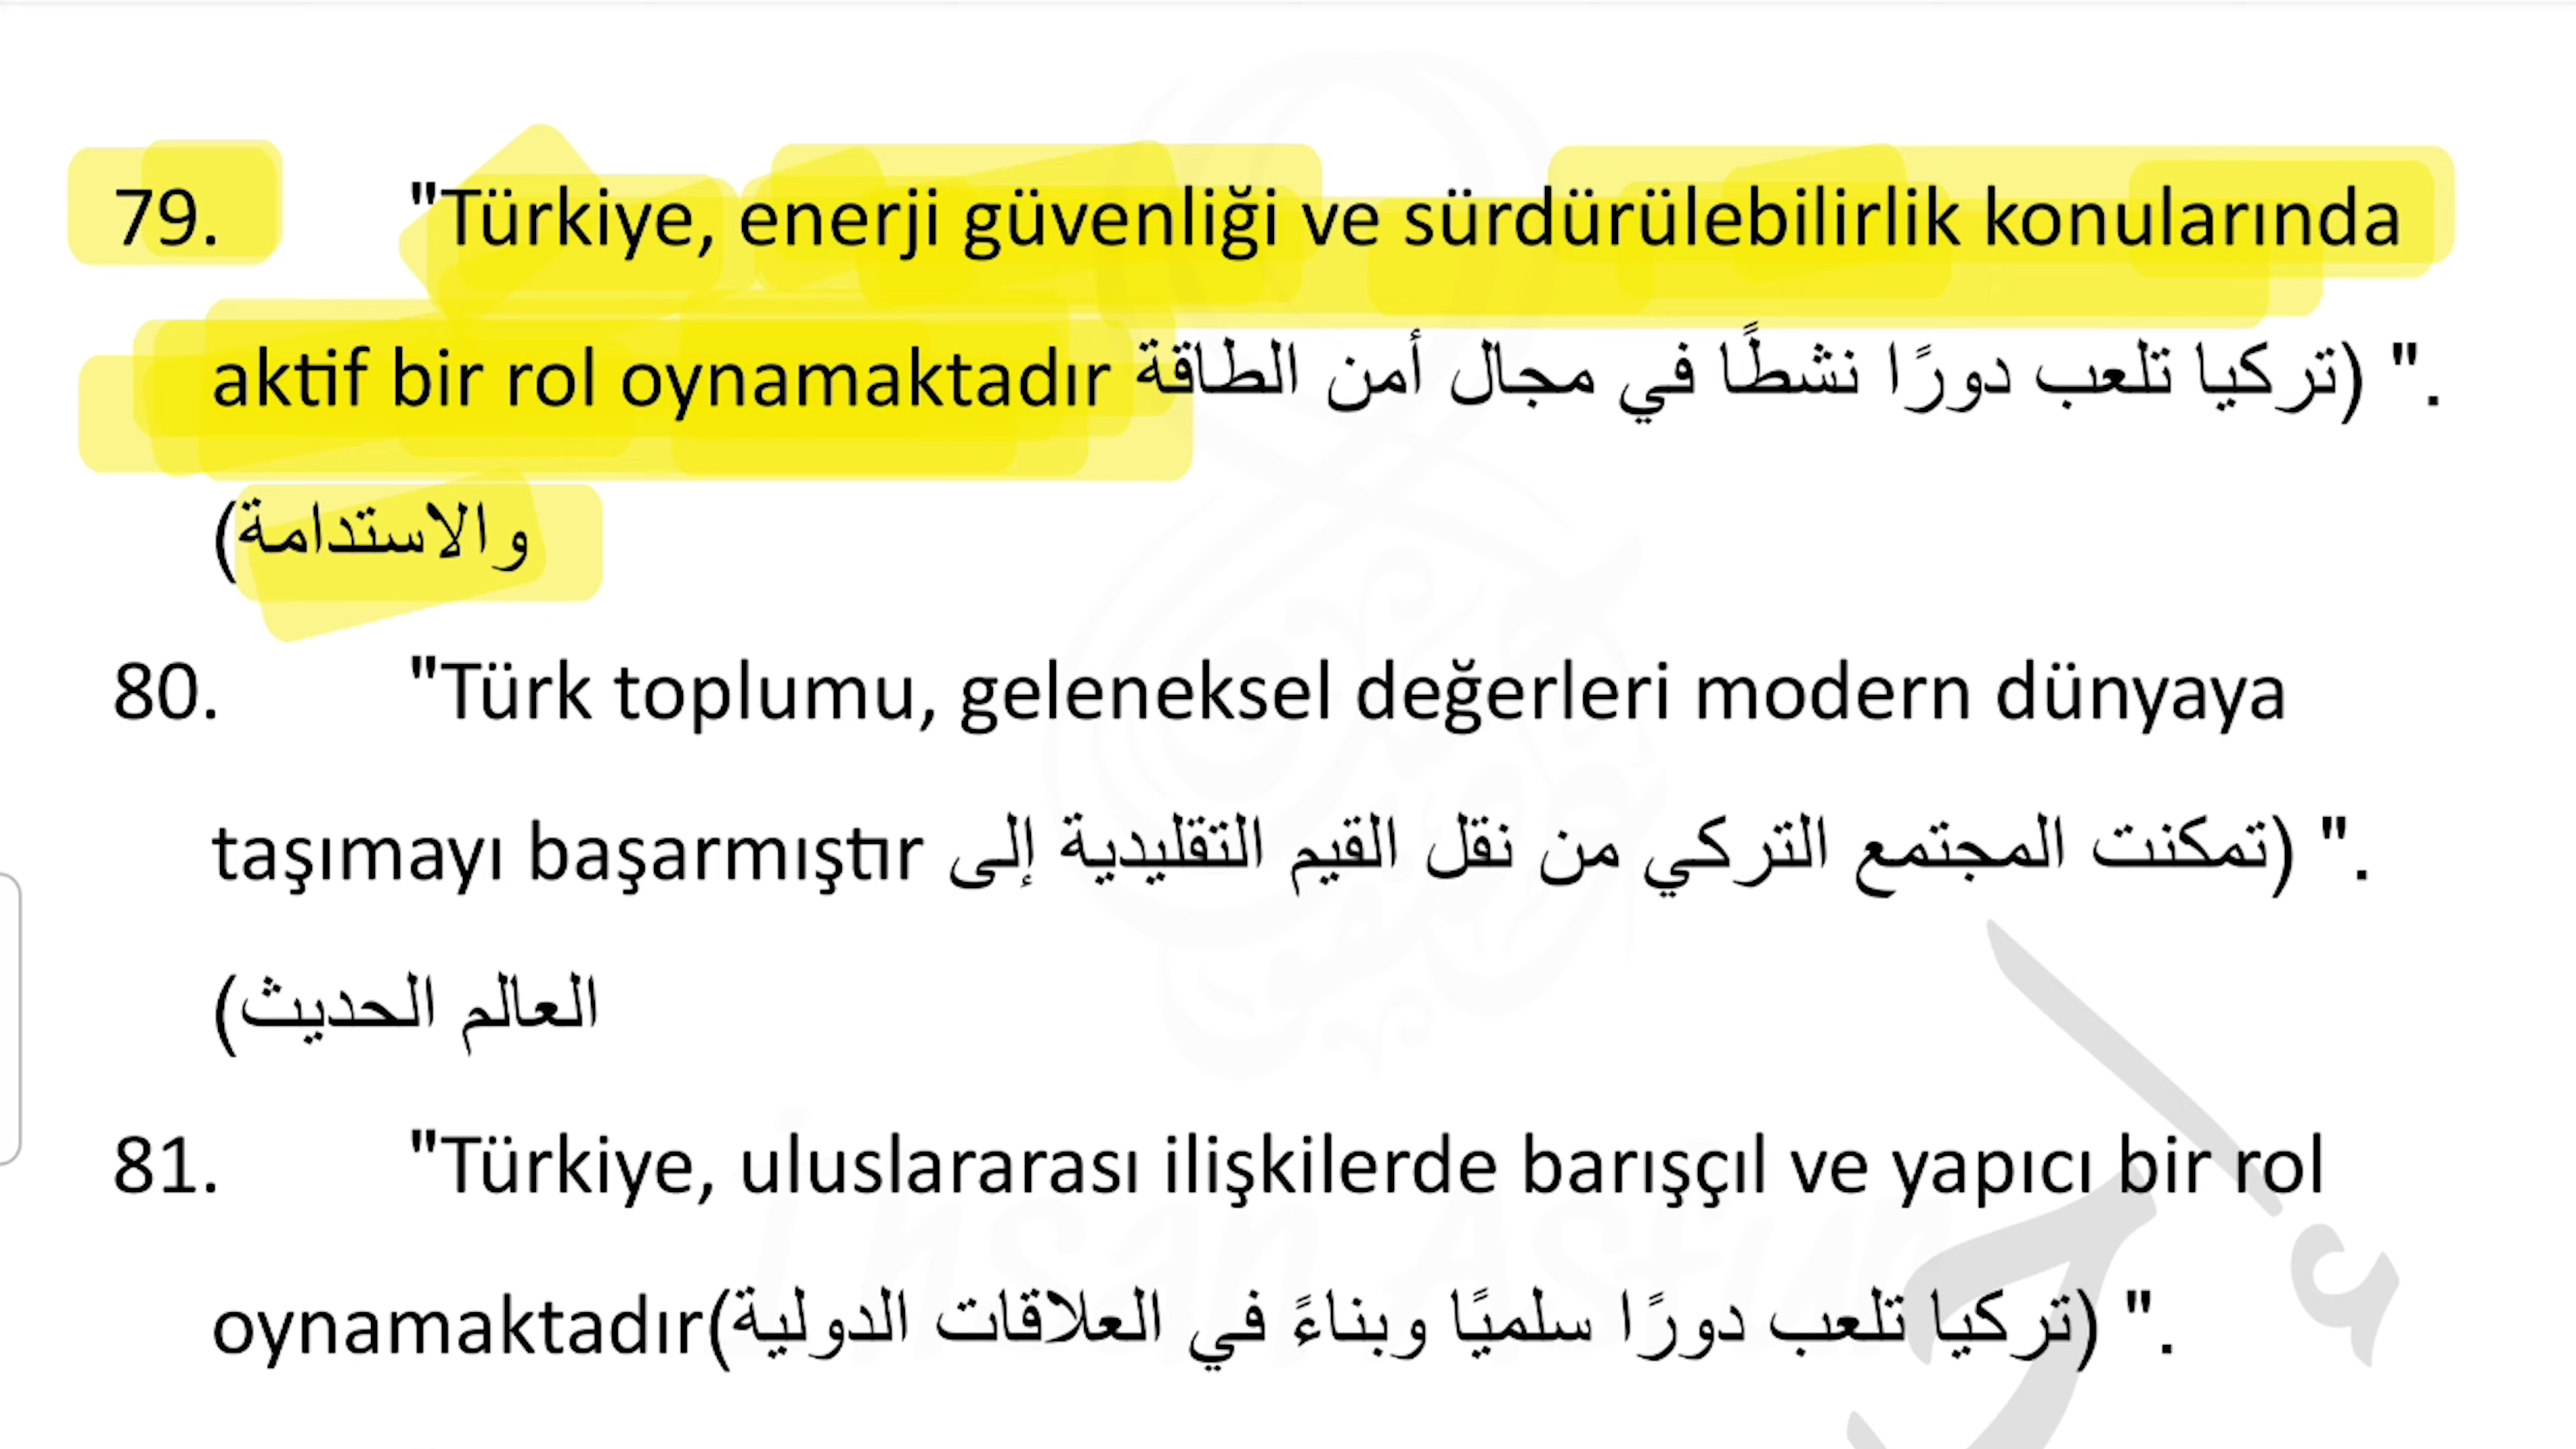 79. "Türkiye, enerji güvenliği ve sürdürülebilirlik konularında
aktif bir rol oynamaktadır." (تركيا تلعب دورًا نشطًا في مجال أمن الطاقة
والاستدامة)
80. "Türk toplumu, geleneksel değerleri modern dünyaya
taşımayı başarmıştır." (تمكنت المجتمع التركي من نقل القيم التقليدية إلى
العالم الحديث)
81. "Türkiye, uluslararası ilişkilerde barışçıl ve yapıcı bir rol
oynamaktadır." (تركيا تلعب دورًا سلميًا وبناءً في العلاقات الدولية)